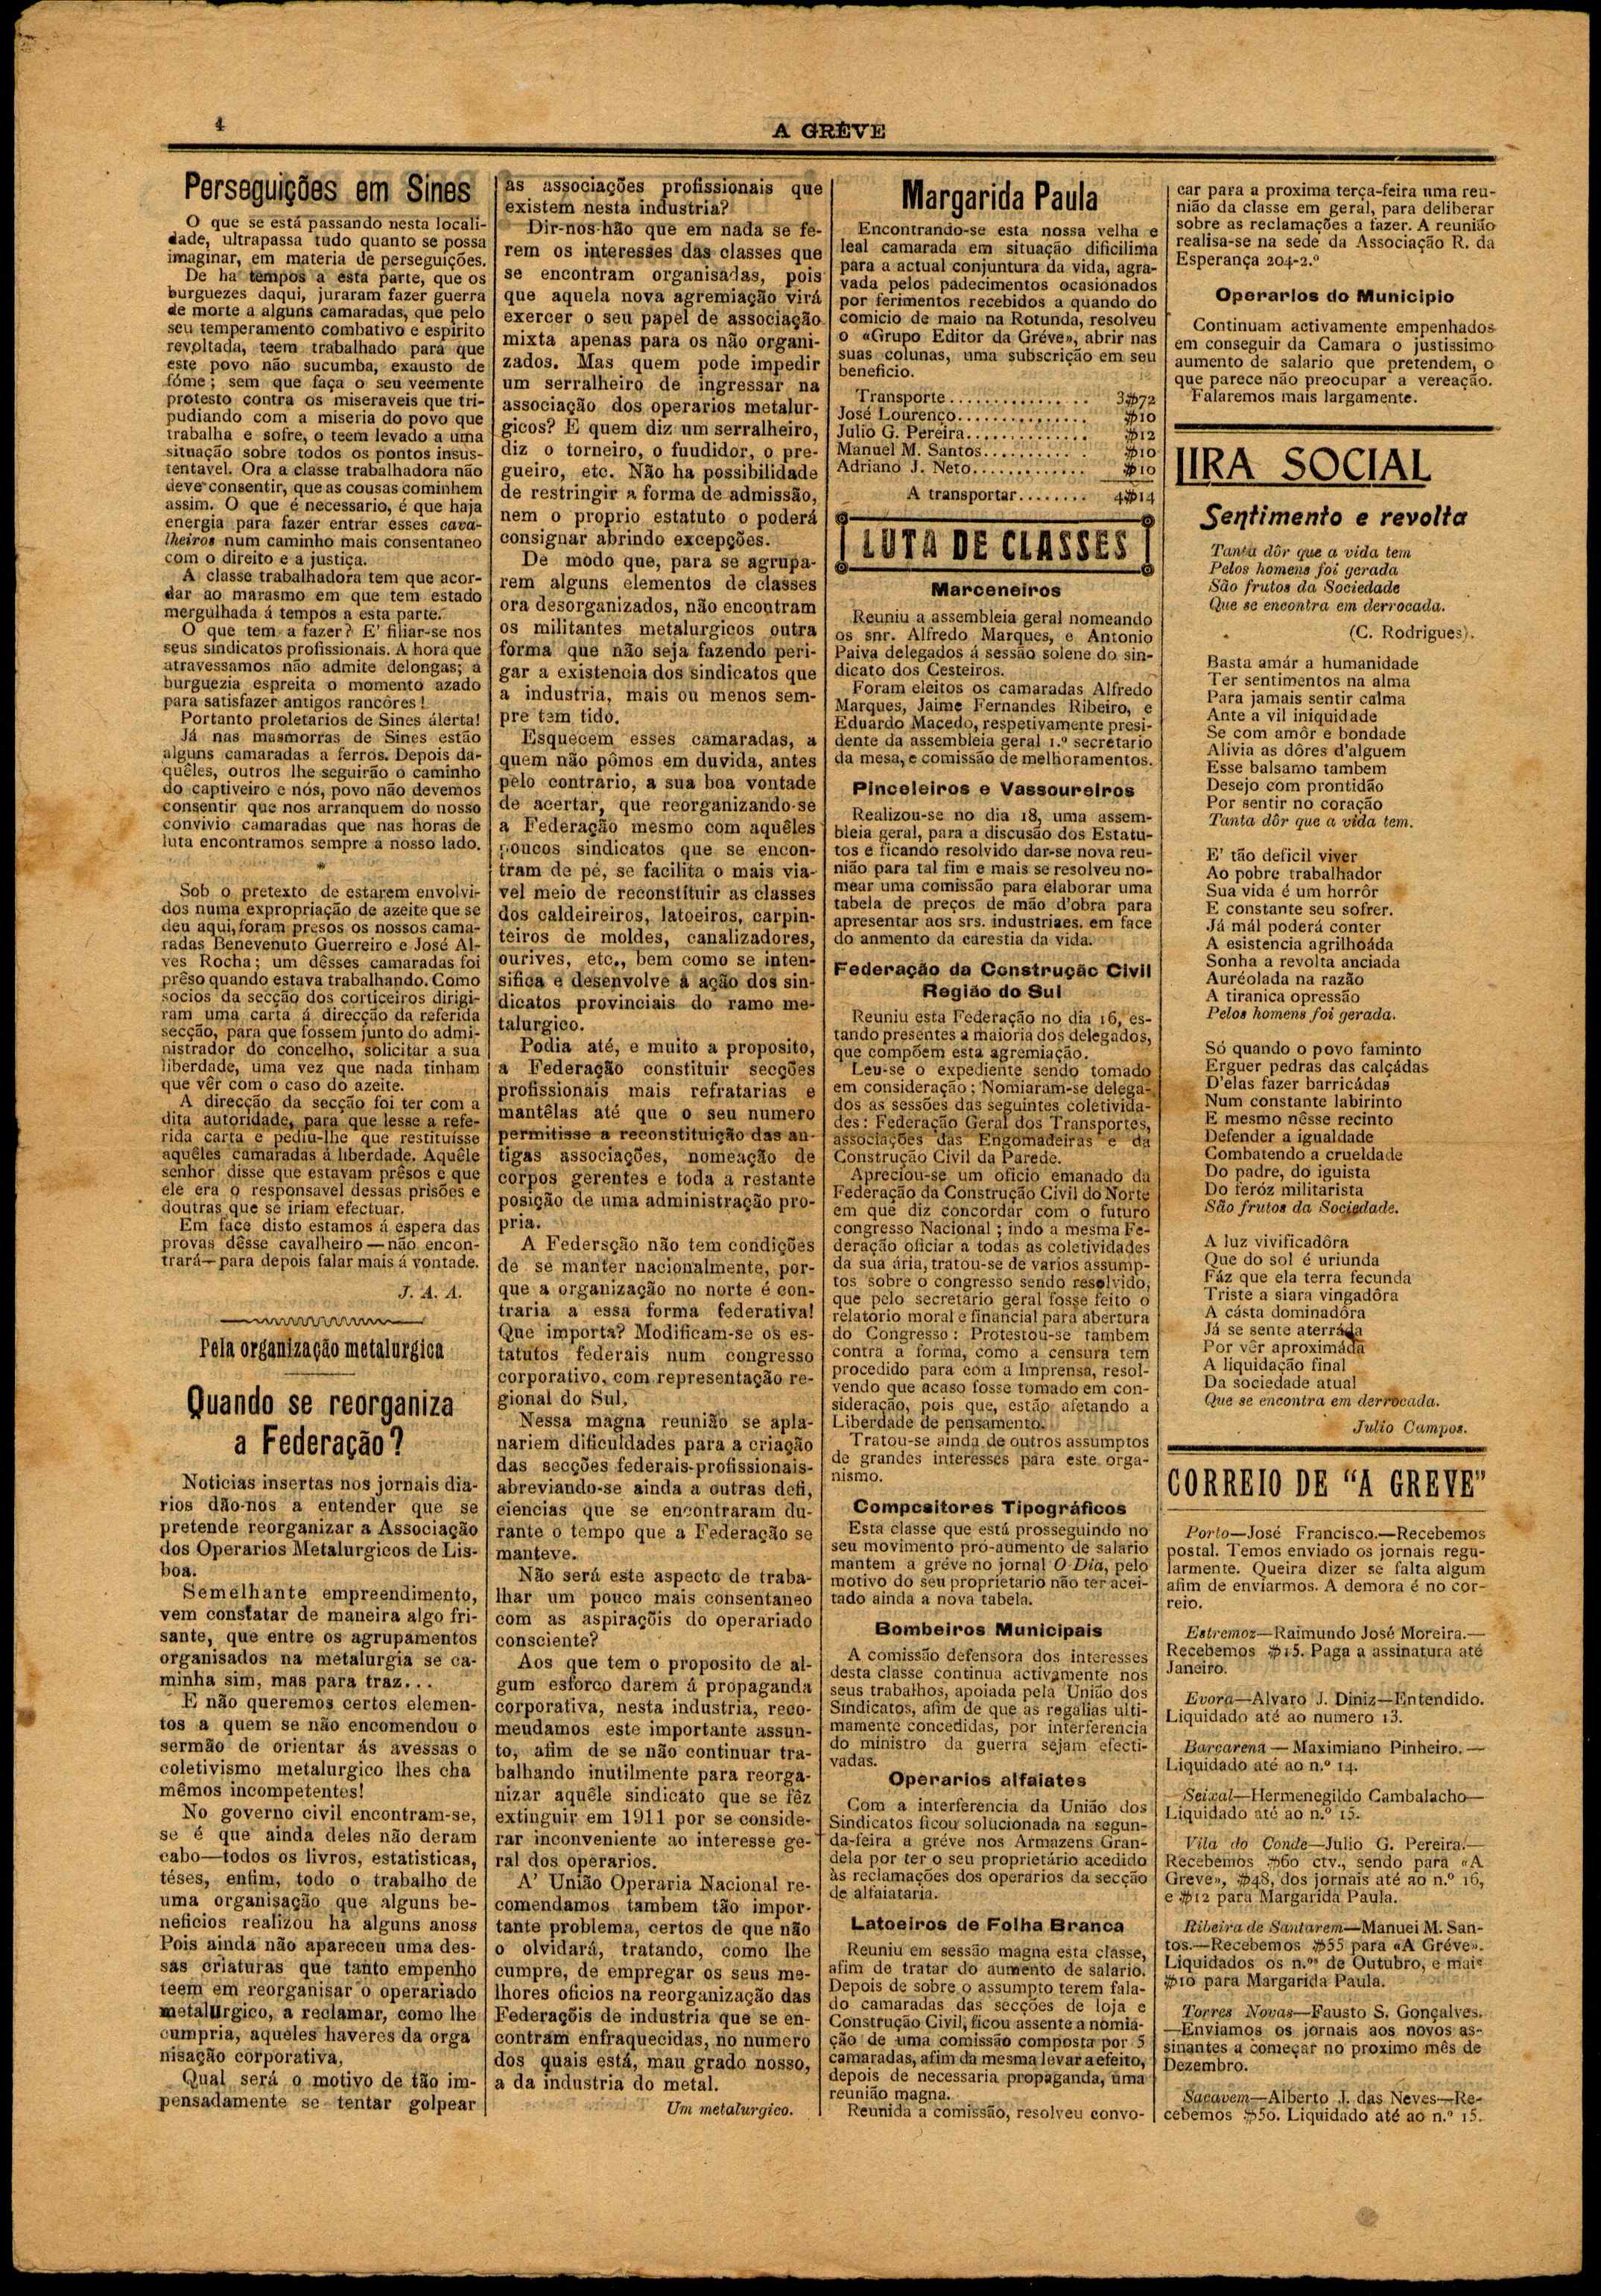 4
A GRÉVE
Perseguições em Sines
O que se está passando nesta locali-
dade, ultrapassa tudo quanto se possa
imaginar, em materia de perseguições.
De ha tempos a esta parte, que os
burguezes daqui, juraram fazer guerra
de morte a alguns camaradas, que pelo
seu temperamento combativo e espirito
revoltada, teem trabalhado para que
este povo não sucumba, exausto de
fóme; sem que faça o seu veemente
protesto contra os miseraveis que tri-
pudiando com a miseria do povo que
trabalha e sofre, o teem levado a uma
situação sobre todos os pontos insus-
tentavel. Ora a classe trabalhadora não
deve consentir, que as cousas cominhem
assim. O que é necessario, é que haja
energia para fazer entrar esses cava-
lheiros num caminho mais consentaneo
com o direito e a justiça.
A classe trabalhadora tem que acor-
dar ao marasmo em que tem estado
mergulhada á tempos a esta parte.
O que tem a fazer? E' filiar-se nos
seus sindicatos profissionais. A hora que
atravessamos não admite delongas; a
burguezia espreita o momento azado
para satisfazer antigos rancôres!
Portanto proletarios de Sines álerta!
Já nas masmorras de Sines estão
alguns camaradas a ferros. Depois da-
quêles, outros lhe seguirão o caminho
do captiveiro e nós, povo não devemos
consentir que nos arranquem do nosso
convivio camaradas que nas horas de
luta encontramos sempre a nosso lado.
*
Sob o pretexto de estarem envolvi-
dos numa expropriação de azeite que se
deu aqui, foram presos os nossos cama-
radas Benevenuto Guerreiro e José Al-
ves Rocha; um dêsses camaradas foi
prêso quando estava trabalhando. Como
socios da secção dos corticeiros dirigi-
ram uma carta á direcção da referida
secção, para que fossem junto do admi-
nistrador do concelho, solicitar a sua
liberdade, uma vez que nada tinham
que vêr com o caso do azeite.
A direcção da secção foi ter com a
dita autoridade, para que lesse a refe-
rida carta e pediu-lhe que restituisse
aquêles camaradas á liberdade. Aquêle
senhor disse que estavam prêsos e que
ele era o responsavel dessas prisões e
doutras que se iriam efectuar.
Em face disto estamos á espera das
provas dêsse cavalheiro—não encon-
trará—para depois falar mais á vontade.
J. A. A.
Pela organização metalurgica
Quando se reorganiza
a Federação?
Noticias insertas nos jornais dia-
rios dão-nos a entender que se
pretende reorganizar a Associação
dos Operarios Metalurgicos de Lis-
boa.
Semelhante empreendimento,
vem constatar de maneira algo fri-
sante, que entre os agrupamentos
organisados na metalurgia se ca-
minha sim, mas para traz...
E não queremos certos elemen-
tos a quem se não encomendou o
sermão de orientar ás avessas o
coletivismo metalurgico lhes cha
mêmos incompetentes!
No governo civil encontram-se,
se é que ainda deles não deram
cabo—todos os livros, estatisticas,
téses, enfim, todo o trabalho de
uma organisação que alguns be-
neficios realizou ha alguns anoss
Pois ainda não apareceu uma des-
sas criaturas que tanto empenho
teem em reorganisar o operariado
metalurgico, a reclamar, como lhe
cumpria, aqueles haveres da orga
nisação corporativa,
Qual será o motivo de tão im-
pensadamente se tentar golpear
as associações profissionais que
existem nesta industria?
Dir-nos-hão que em nada se fe-
rem os interesses das classes que
se encontram organisadas, pois
que aquela nova agremiação virá
exercer o seu papel de associação
mixta apenas para os não organi-
zados. Mas quem pode impedir
um serralheiro de ingressar na
associação dos operarios metalur-
gicos? E quem diz um serralheiro,
diz o torneiro, o fuudidor, o pre-
gueiro, etc. Não ha possibilidade
de restringir a forma de admissão,
nem o proprio estatuto o poderá
consignar abrindo excepções.
De modo que, para se agrupa-
rem alguns elementos de classes
ora desorganizados, não encontram
os militantes metalurgicos outra
forma que não seja fazendo peri-
gar a existencia dos sindicatos que
a industria, mais ou menos sem-
pre tem tido.
Esquecem esses camaradas, a
quem não pômos em duvida, antes
pelo contrario, a sua boa vontade
de acertar, que reorganizando-se
a Federação mesmo com aquêles
poucos sindicatos que se encon-
tram de pé, se facilita o mais via-
vel meio de reconstituir as classes
dos caldeireiros, latoeiros, carpin-
teiros de moldes, canalizadores,
ourives, etc., bem como se inten-
sifica e desenvolve a ação dos sin-
dicatos provinciais do ramo me-
talurgico.
Podia até, e muito a proposito,
a Federação constituir secções
profissionais mais refratarias e
mantêlas até que o seu numero
permitisse a reconstituição das an-
tigas associações, nomeação de
corpos gerentes e toda a restante
posição de uma administração pro-
pria.
A Federsção não tem condições
de se manter nacionalmente, por-
que a organização no norte é con-
traria a essa forma federativa!
Que importa? Modificam-se os es-
tatutos federais num congresso
corporativo, com representação re-
gional do Sul,
Nessa magna reunião se apla-
nariem dificuldades para a criação
das secções federais-profissionais-
abreviando-se ainda a outras defi,
ciencias que se encontraram du-
rante o tempo que a Federação se
manteve.
Não será este aspecto de traba-
lhar um pouco mais consentaneo
com as aspiraçõis do operariado
consciente?
Aos que tem o proposito de al-
gum esforço darem á propaganda
corporativa, nesta industria, reco-
meudamos este importante assun-
to, afim de se não continuar tra-
balhando inutilmente para reorga-
nizar aquêle sindicato que se fêz
extinguir em 1911 por se conside-
rar inconveniente ao interesse ge-
ral dos operarios.
A' União Operaria Nacional re-
comendamos tambem tão impor-
tante problema, certos de que não
o olvidará, tratando, como lhe
cumpre, de empregar os seus me-
lhores oficios na reorganização das
Federaçõis de industria que se en-
contram enfraquecidas, no numero
dos quais está, mau grado nosso,
a da industria do metal.
Um metalurgico.
Margarida Paula
Encontrando-se esta nossa velha e
leal camarada em situação dificilima
para a actual conjuntura da vida, agra-
vada pelos padecimentos ocasionados
por ferimentos recebidos a quando do
comicio de maio na Rotunda, resolveu
o «Grupo Editor da Gréve», abrir nas
suas colunas, uma subscrição em seu
beneficio.
Transporte.............. 3$72
José Lourenço.............. $10
Julio G. Pereira.............. $12
Manuel M. Santos.......... $10
Adriano J. Neto............. $10
A transportar........ 4$14
LUTA DE CLASSES
Marceneiros
Reuniu a assembleia geral nomeando
os snr. Alfredo Marques, e Antonio
Paiva delegados á sessão solene do sin-
dicato dos Cesteiros.
Foram eleitos os camaradas Alfredo
Marques, Jaime Fernandes Ribeiro, e
Eduardo Macedo, respetivamente presi-
dente da assembleia geral 1.º secretario
da mesa, e comissão de melhoramentos.
Pinceleiros e Vassoureiros
Realizou-se no dia 18, uma assem-
bleia geral, para a discusão dos Estatu-
tos e ficando resolvido dar-se nova reu-
nião para tal fim e mais se resolveu no-
mear uma comissão para elaborar uma
tabela de preços de mão d'obra para
apresentar aos srs. industriaes. em face
do anmento da carestia da vida.
Federação da Construção Civil
Região do Sul
Reuniu esta Federação no dia 16, es-
tando presentes a maioria dos delegados,
que compõem esta agremiação.
Leu-se o expediente sendo tomado
em consideração; Nomiaram-se delega-
dos ás sessões das seguintes coletivida-
des: Federação Geral dos Transportes,
associações das Engomadeiras e da
Construção Civil da Parede.
Apreciou-se um oficio emanado da
Federação da Construção Civil do Norte
em que diz concordar com o futuro
congresso Nacional; indo a mesma Fe-
deração oficiar a todas as coletividades
da sua ária, tratou-se de varios assump-
tos sobre o congresso sendo resolvido,
que pelo secretario geral fosse feito o
relatorio moral e financial para abertura
do Congresso: Protestou-se tambem
contra a forma, como a censura tem
procedido para com a Imprensa, resol-
vendo que acaso fosse tomado em con-
sideração, pois que, estão afetando a
Liberdade de pensamento.
Tratou-se ainda de outros assumptos
de grandes interesses para este orga-
nismo.
Compositores Tipográficos
Esta classe que está prosseguindo no
seu movimento pró-aumento de salario
mantem a gréve no jornal O Dia, pelo
motivo do seu proprietario não ter acei-
tado ainda a nova tabela.
Bombeiros Municipais
A comissão defensora dos interesses
desta classe continua activamente nos
seus trabalhos, apoiada pela União dos
Sindicatos, afim de que as regalias ulti-
mamente concedidas, por interferencia
do ministro da guerra sejam efecti-
vadas.
Operarios alfaiates
Com a interferencia da União dos
Sindicatos ficou solucionada na segun-
da-feira a gréve nos Armazens Gran-
dela por ter o seu proprietário acedido
às reclamações dos operarios da secção
de alfaiataria.
Latoeiros de Folha Branca
Reuniu em sessão magna esta classe,
afim de tratar do aumento de salario.
Depois de sobre o assumpto terem fala-
do camaradas das secções de loja e
Construção Civil, ficou assente a nomia-
ção de uma comissão composta por 5
camaradas, afim da mesma levar a efeito,
depois de necessaria propaganda, uma
reunião magna.
Reunida a comissão, resolveu convo-
car para a proxima terça-feira uma reu-
nião da classe em geral, para deliberar
sobre as reclamações a fazer. A reunião
realisa-se na sede da Associação R. da
Esperança 204-2.º
Operarios do Municipio
Continuam activamente empenhados
em conseguir da Camara o justissimo
aumento de salario que pretendem, o
que parece não preocupar a vereação.
Falaremos mais largamente.
LIRA SOCIAL
Sentimento e revolta
Tanta dôr que a vida tem
Pelos homens foi gerada
São frutos da Sociedade
Que se encontra em derrocada.
(C. Rodrigues).
Basta amár a humanidade
Ter sentimentos na alma
Para jamais sentir calma
Ante a vil iniquidade
Se com amôr e bondade
Alivia as dôres d'alguem
Esse balsamo tambem
Desejo com prontidão
Por sentir no coração
Tanta dôr que a vida tem.
E' tão deficil viver
Ao pobre trabalhador
Sua vida é um horrôr
E constante seu sofrer.
Já mál poderá conter
A esistencia agrilhoáda
Sonha a revolta anciada
Auréolada na razão
A tiranica opressão
Pelos homens foi gerada.
Só quando o povo faminto
Erguer pedras das calçádas
D'elas fazer barricádas
Num constante labirinto
E mesmo nêsse recinto
Defender a igualdade
Combatendo a crueldade
Do padre, do iguista
Do feróz militarista
São frutos da Sociedade.
A luz vivificadôra
Que do sol é uriunda
Fáz que ela terra fecunda
Triste a siara vingadôra
A cásta dominadôra
Já se sente aterráda
Por vêr aproximáda
A liquidação final
Da sociedade atual
Que se encontra em derrocada.
Julio Campos.
CORREIO DE "A GREVE"
Porto—José Francisco.—Recebemos
postal. Temos enviado os jornais regu-
larmente. Queira dizer se falta algum
afim de enviarmos. A demora é no cor-
reio.
Estremoz—Raimundo José Moreira.—
Recebemos $15. Paga a assinatura até
Janeiro.
Evora—Alvaro J. Diniz—Entendido.
Liquidado até ao numero 13.
Barcarena—Maximiano Pinheiro.—
Liquidado até ao n.º 14.
Seixal—Hermenegildo Cambalacho—
Liquidado até ao n.º 15.
Vila do Conde—Julio G. Pereira.—
Recebemos $60 ctv., sendo para «A
Greve», $48, dos jornais até ao n.º 16,
e $12 para Margarida Paula.
Ribeira de Santarem—Manuei M. San-
tos.—Recebemos $55 para «A Gréve».
Liquidados os n.os de Outubro, e mais
$10 para Margarida Paula.
Torres Novas—Fausto S. Gonçalves.
—Enviamos os jornais aos novos as-
sinantes a começar no proximo mês de
Dezembro.
Sacavem—Alberto J. das Neves—Re-
cebemos $50. Liquidado até ao n.º 15.